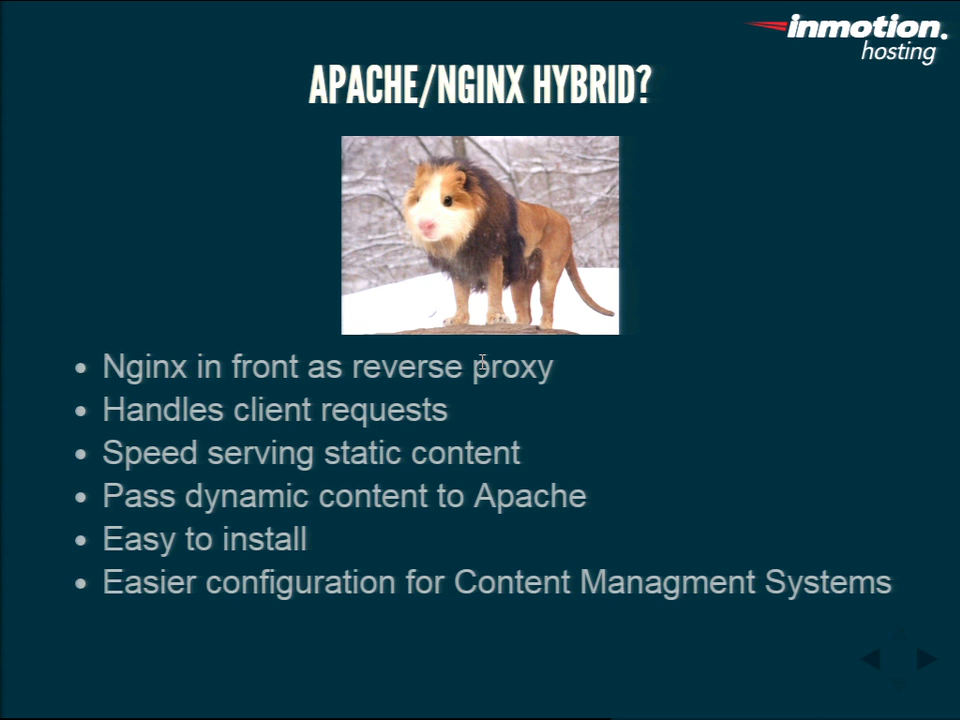 inmotion.
hosting
APACHE/NGINX HYBRID?
Nginx in front as reverse proxy
Handles client requests
Speed serving static content
Pass dynamic content to Apache
Easy to install
Easier configuration for Content Managment Systems